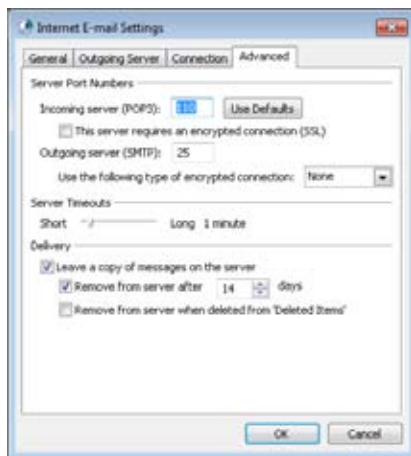 Internet E-mail Settings
General Outgoing Server Connection Advanced
Server Port Numbers
Incoming server (POP3): 110 Use Defaults
This server requires an encrypted connection (SSL)
Outgoing server (SMTP): 25
Use the following type of encrypted connection: None
Server Timeouts
Short Long 1 minute
Delivery
Leave a copy of messages on the server
Remove from server after 14 days
Remove from server when deleted from 'Deleted Items'
OK Cancel